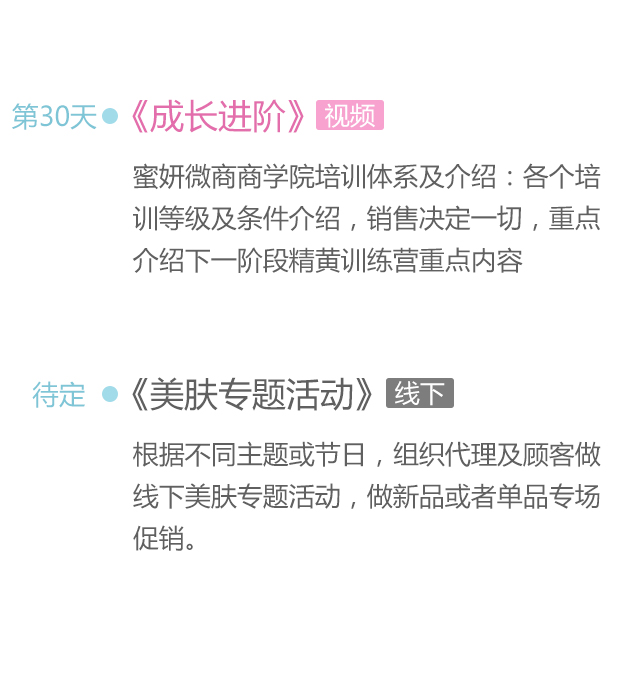 第30天 《成长进阶》 视频
蜜妍微商商学院培训体系及介绍：各个培
训等级及条件介绍，销售决定一切，重点
介绍下一阶段精黄训练营重点内容
待定 《美肤专题活动》 线下
根据不同主题或节日，组织代理及顾客做
线下美肤专题活动，做新品或者单品专场
促销。